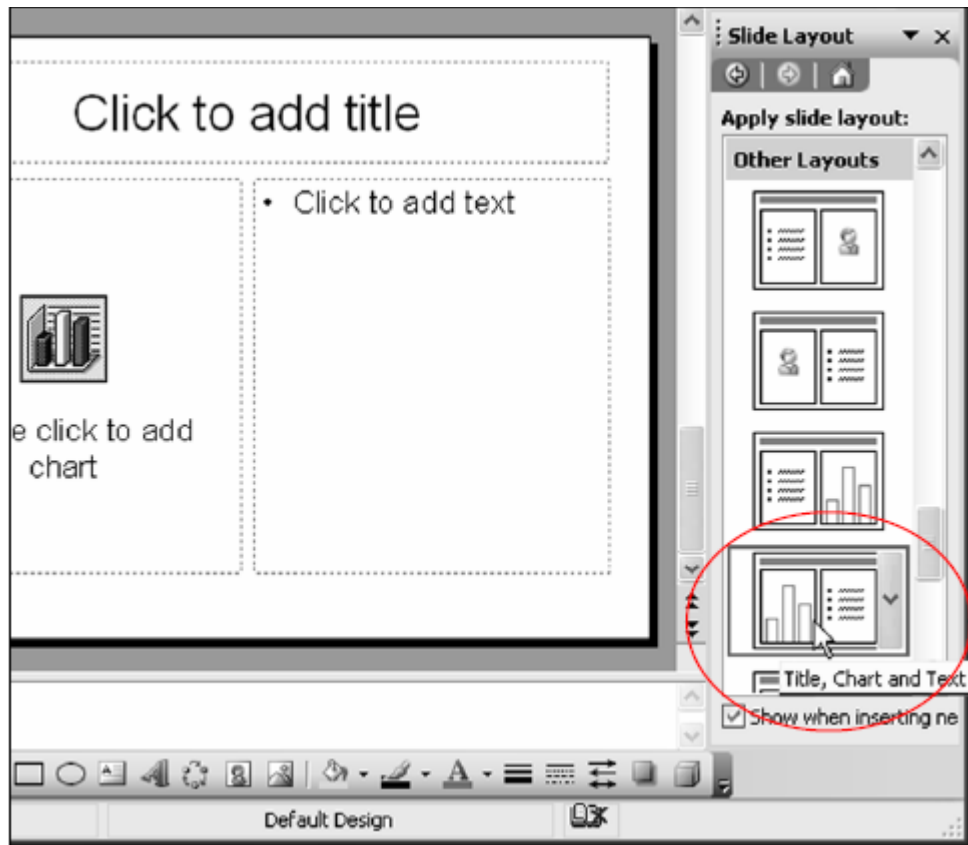 Click to add title
• Click to add text
e click to add
chart
Slide Layout
Apply slide layout:
Other Layouts
Title, Chart and Text
Show when inserting ne
A
Default Design